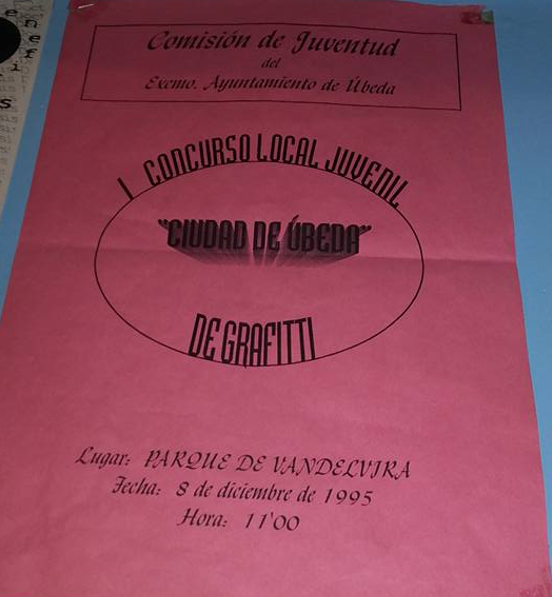 Comisión de Juventud
del
Excmo. Ayuntamiento de Úbeda
I CONCURSO LOCAL JUVENIL
"CIUDAD DE ÚBEDA"
DE GRAFITTI
Lugar: PARQUE DE VANDELVIRA
Fecha: 8 de diciembre de 1995
Hora: 11'00